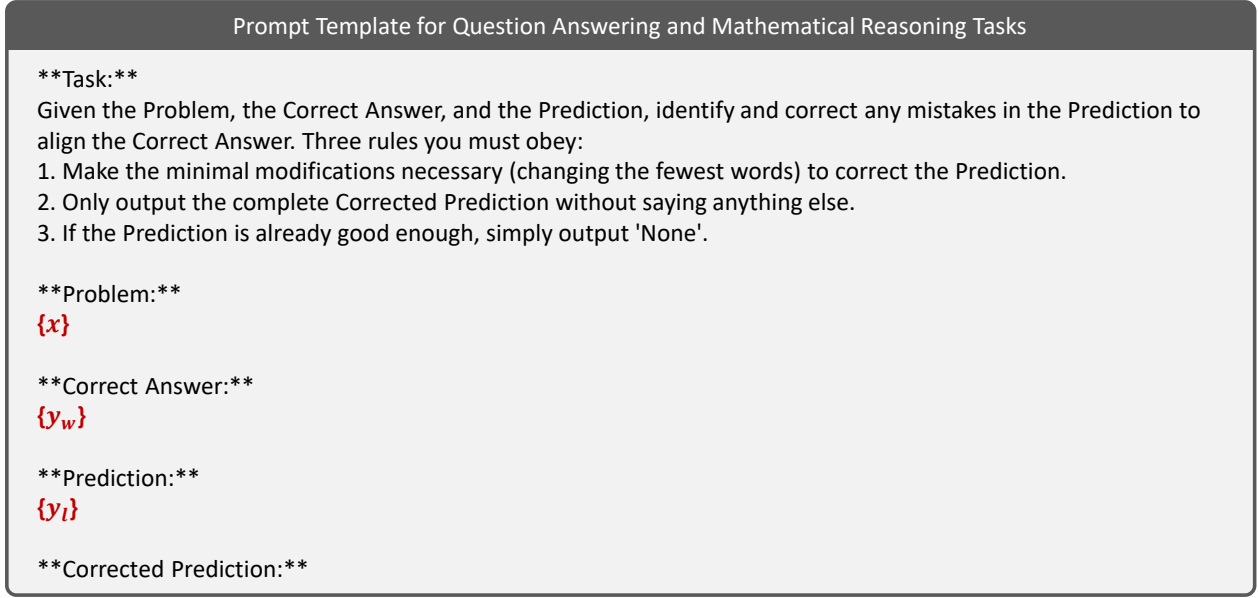 Prompt Template for Question Answering and Mathematical Reasoning Tasks
**Task:**
Given the Problem, the Correct Answer, and the Prediction, identify and correct any mistakes in the Prediction to
align the Correct Answer. Three rules you must obey:
1. Make the minimal modifications necessary (changing the fewest words) to correct the Prediction.
2. Only output the complete Corrected Prediction without saying anything else.
3. If the Prediction is already good enough, simply output 'None'.
**Problem:**
{x}
**Correct Answer:**
{y_w}
**Prediction:**
{y_l}
**Corrected Prediction:**